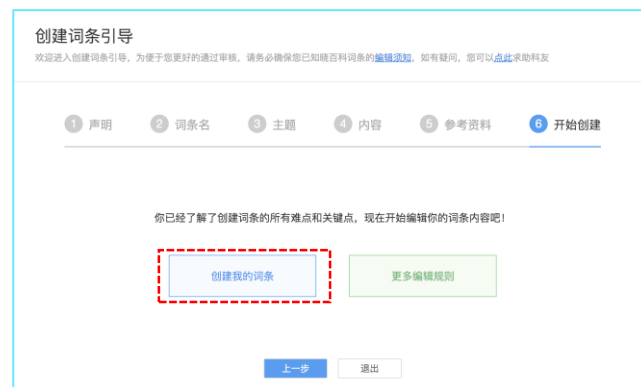 创建词条引导
欢迎进入创建词条引导，为便于您更好的通过审核，请务必确保您已知晓百科词条的编辑须知，如有疑问，您可以点此求助科友
1 声明 2 词条名 3 主题 4 内容 5 参考资料 6 开始创建
你已经了解了创建词条的所有难点和关键点，现在开始编辑你的词条内容吧！
创建我的词条 更多编辑规则
上一步 退出